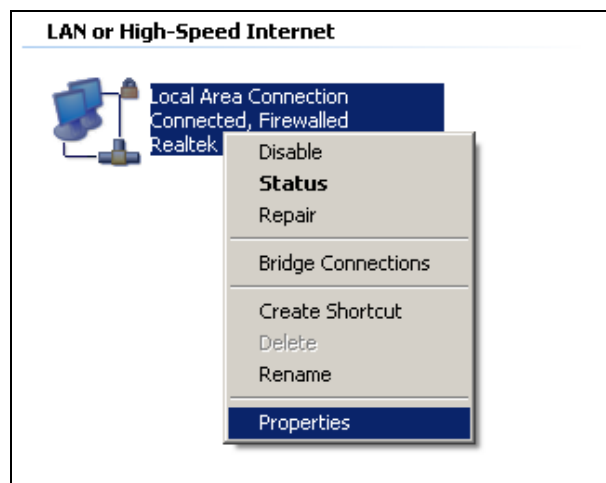 LAN or High-Speed Internet
Local Area Connection
Connected, Firewalled
Realtek
Disable
Status
Repair
Bridge Connections
Create Shortcut
Delete
Rename
Properties